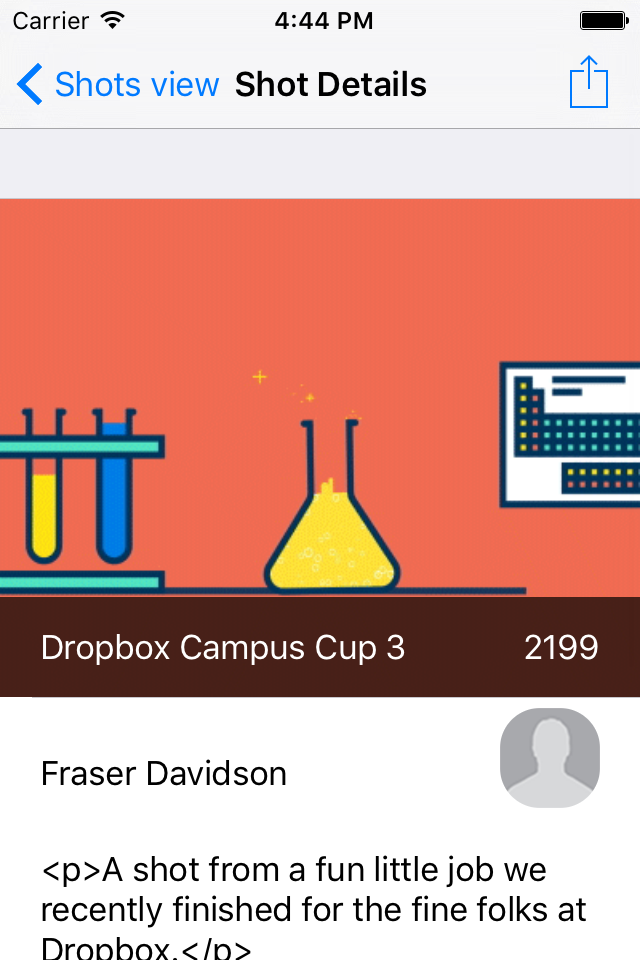 Carrier 4:44 PM
Shots view Shot Details
Dropbox Campus Cup 3 2199
Fraser Davidson
<p>A shot from a fun little job we
recently finished for the fine folks at
Dropbox.</p>